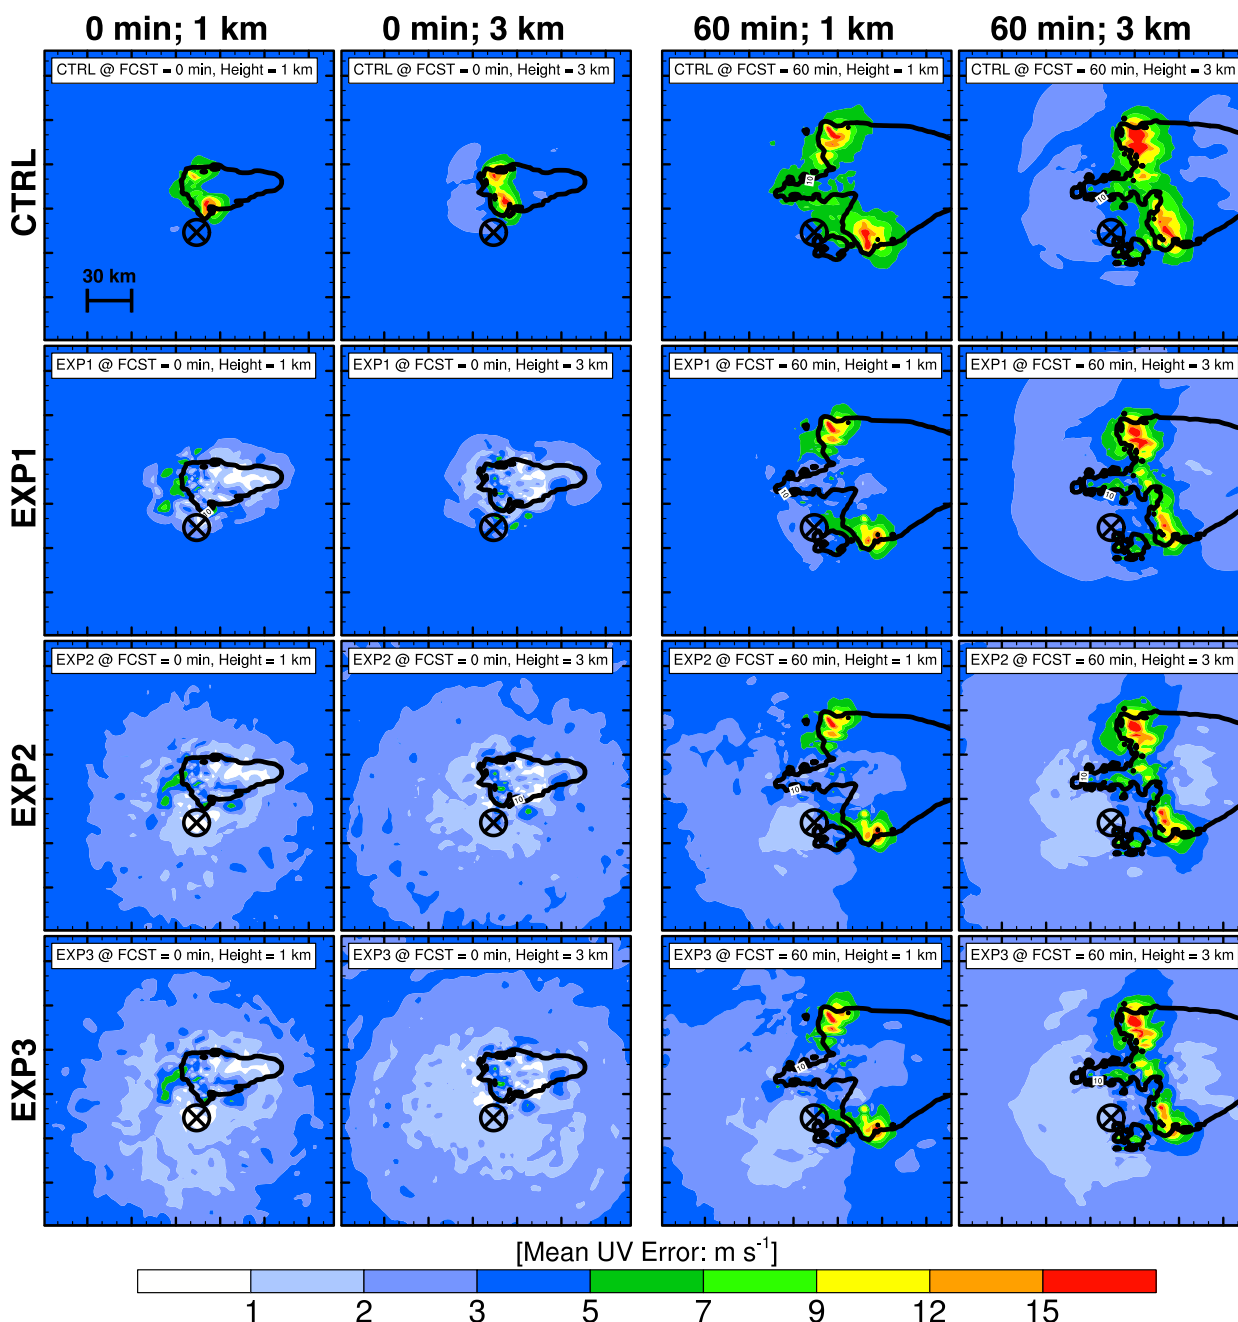 0 min; 1 km
0 min; 3 km
60 min; 1 km
60 min; 3 km
CTRL
CTRL @ FCST = 0 min, Height = 1 km
CTRL @ FCST = 0 min, Height = 3 km
CTRL @ FCST = 60 min, Height = 1 km
CTRL @ FCST = 60 min, Height = 3 km
10
10
30 km
EXP1
EXP1 @ FCST = 0 min, Height = 1 km
EXP1 @ FCST = 0 min, Height = 3 km
EXP1 @ FCST = 60 min, Height = 1 km
EXP1 @ FCST = 60 min, Height = 3 km
10
10
10
EXP2
EXP2 @ FCST = 0 min, Height = 1 km
EXP2 @ FCST = 0 min, Height = 3 km
EXP2 @ FCST = 60 min, Height = 1 km
EXP2 @ FCST = 60 min, Height = 3 km
10
10
10
EXP3
EXP3 @ FCST = 0 min, Height = 1 km
EXP3 @ FCST = 0 min, Height = 3 km
EXP3 @ FCST = 60 min, Height = 1 km
EXP3 @ FCST = 60 min, Height = 3 km
10
10
[Mean UV Error: m s⁻¹]
1 2 3 5 7 9 12 15